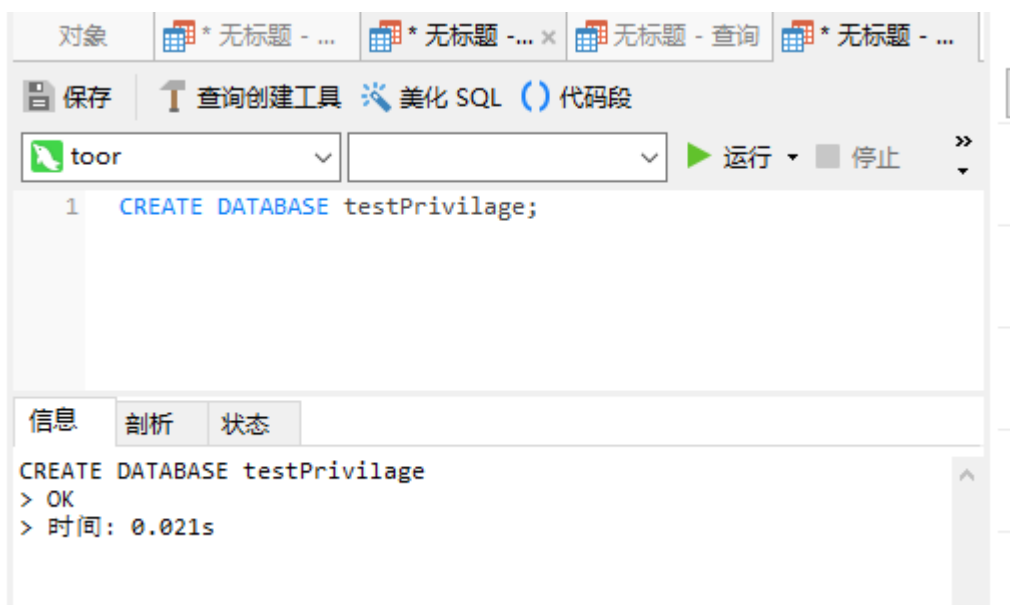 对象 * 无标题 - ... * 无标题 -... × 无标题 - 查询 * 无标题 - ...
保存 查询创建工具 美化 SQL () 代码段
toor 运行 停止 »
1 CREATE DATABASE testPrivilage;
信息 剖析 状态
CREATE DATABASE testPrivilage
> OK
> 时间: 0.021s